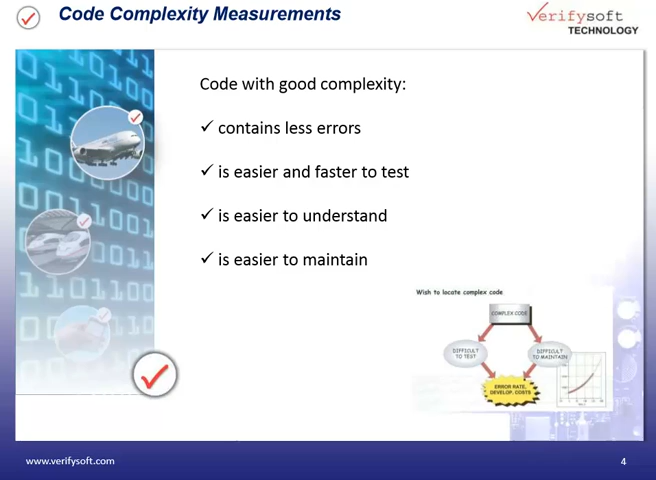 Code Complexity Measurements
Verifysoft
TECHNOLOGY
Code with good complexity:
✓ contains less errors
✓ is easier and faster to test
✓ is easier to understand
✓ is easier to maintain
Wish to locate complex code
COMPLEX CODE
DIFFICULT
TO TEST
DIFFICULT
TO MAINTAIN
ERROR RATE,
DEVELOP. COSTS
www.verifysoft.com
4